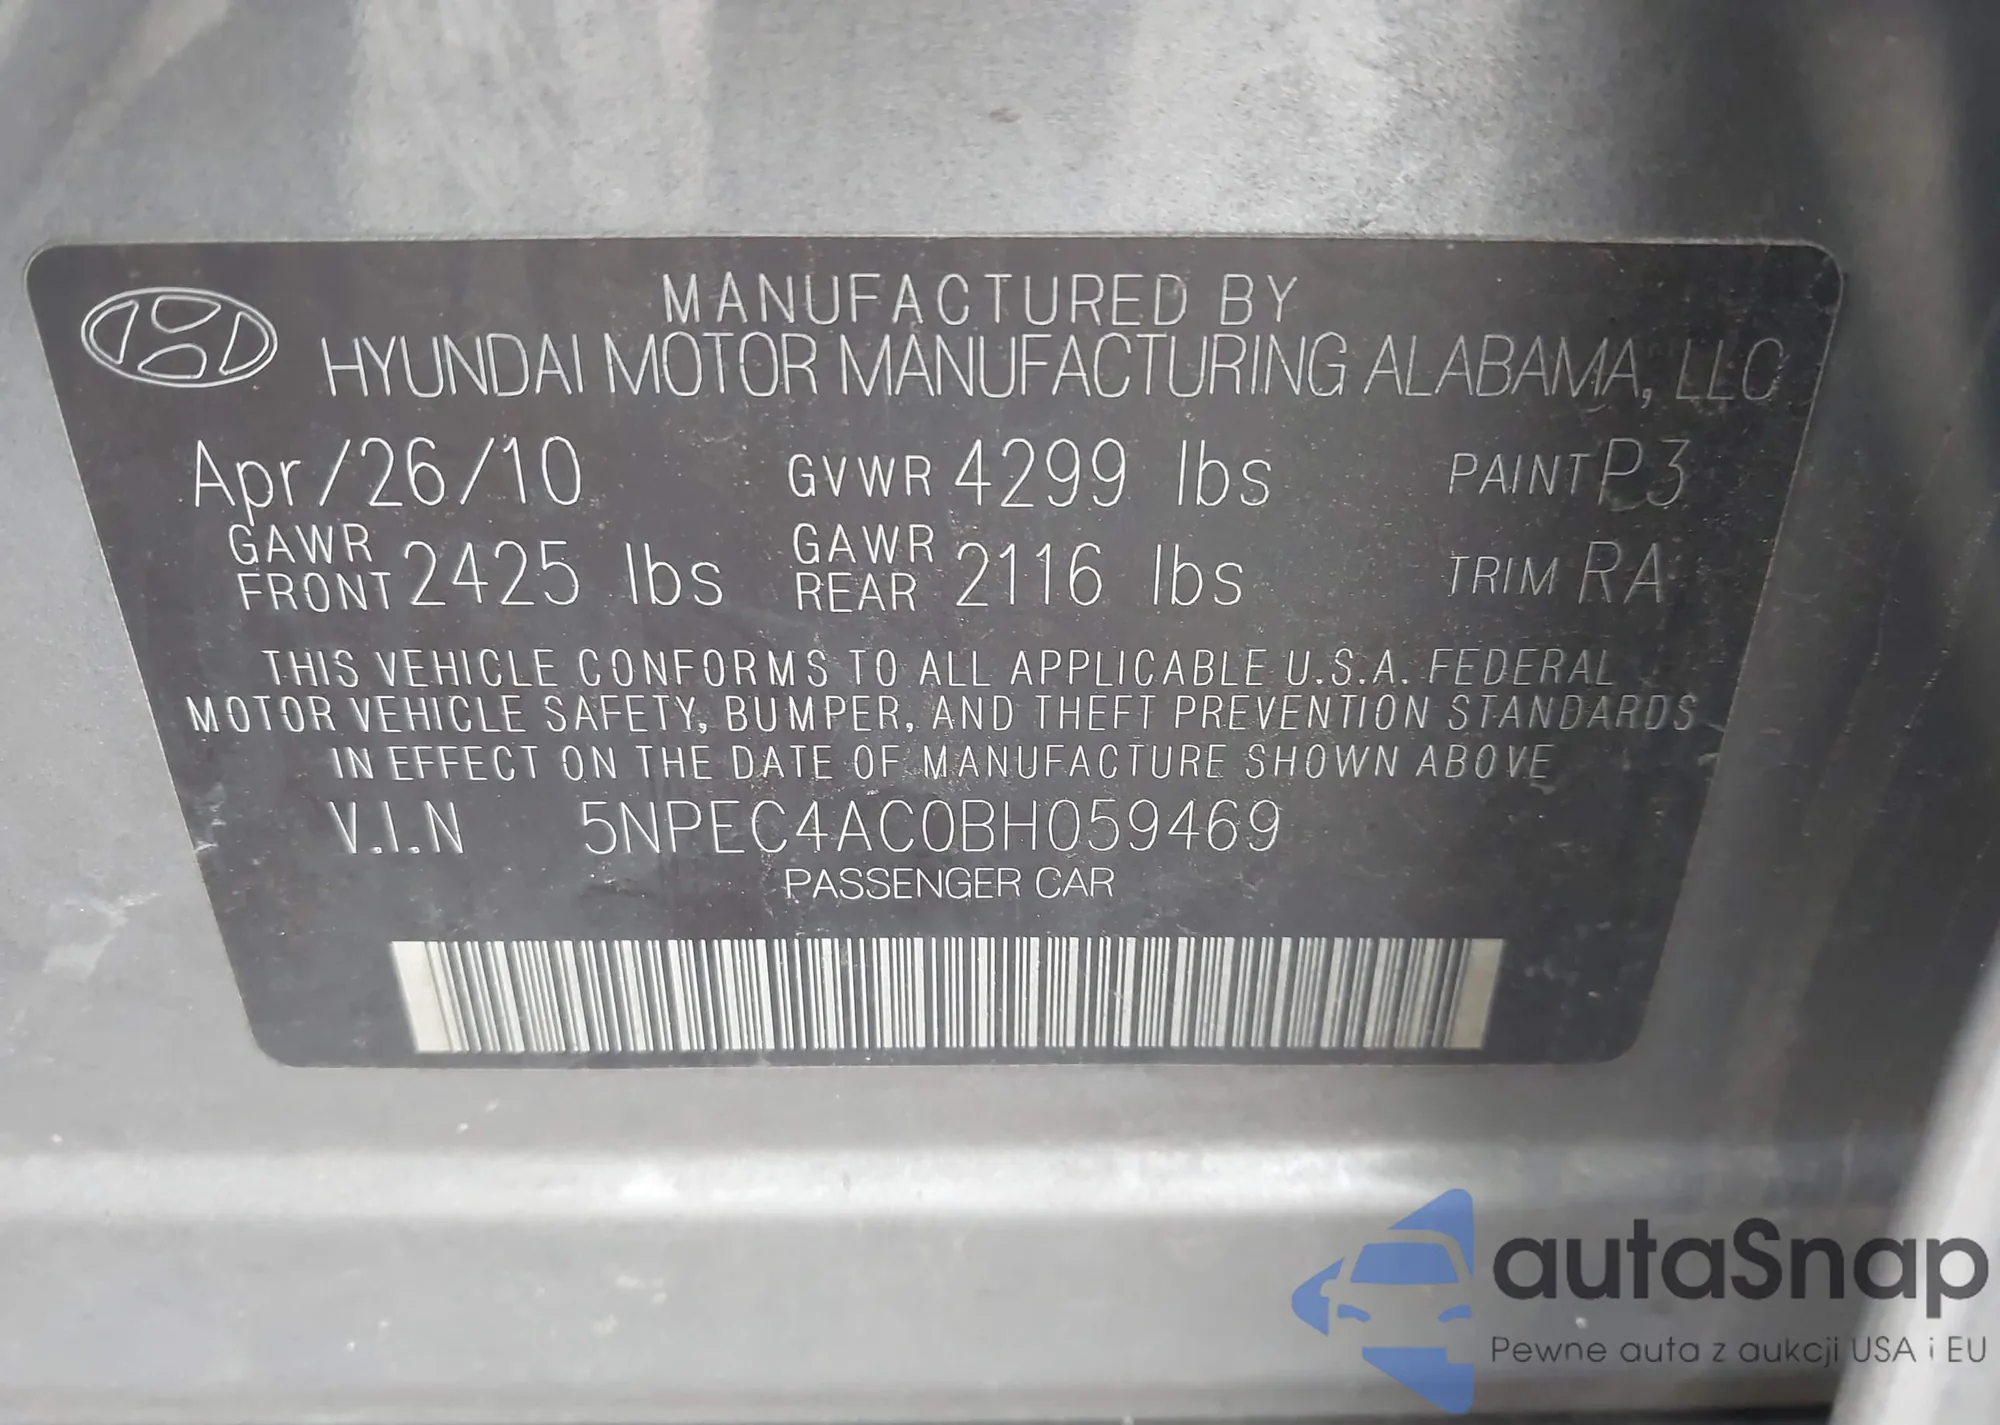 MANUFACTURED BY
HYUNDAI MOTOR MANUFACTURING ALABAMA, LLC
Apr/26/10 GVWR 4299 lbs PAINT P3
GAWR FRONT 2425 lbs GAWR REAR 2116 lbs TRIM RA
THIS VEHICLE CONFORMS TO ALL APPLICABLE U.S.A. FEDERAL
MOTOR VEHICLE SAFETY, BUMPER, AND THEFT PREVENTION STANDARDS
IN EFFECT ON THE DATE OF MANUFACTURE SHOWN ABOVE
V.I.N 5NPEC4AC0BH059469
PASSENGER CAR
autaSnap
Pewne auta z aukcji USA i EU